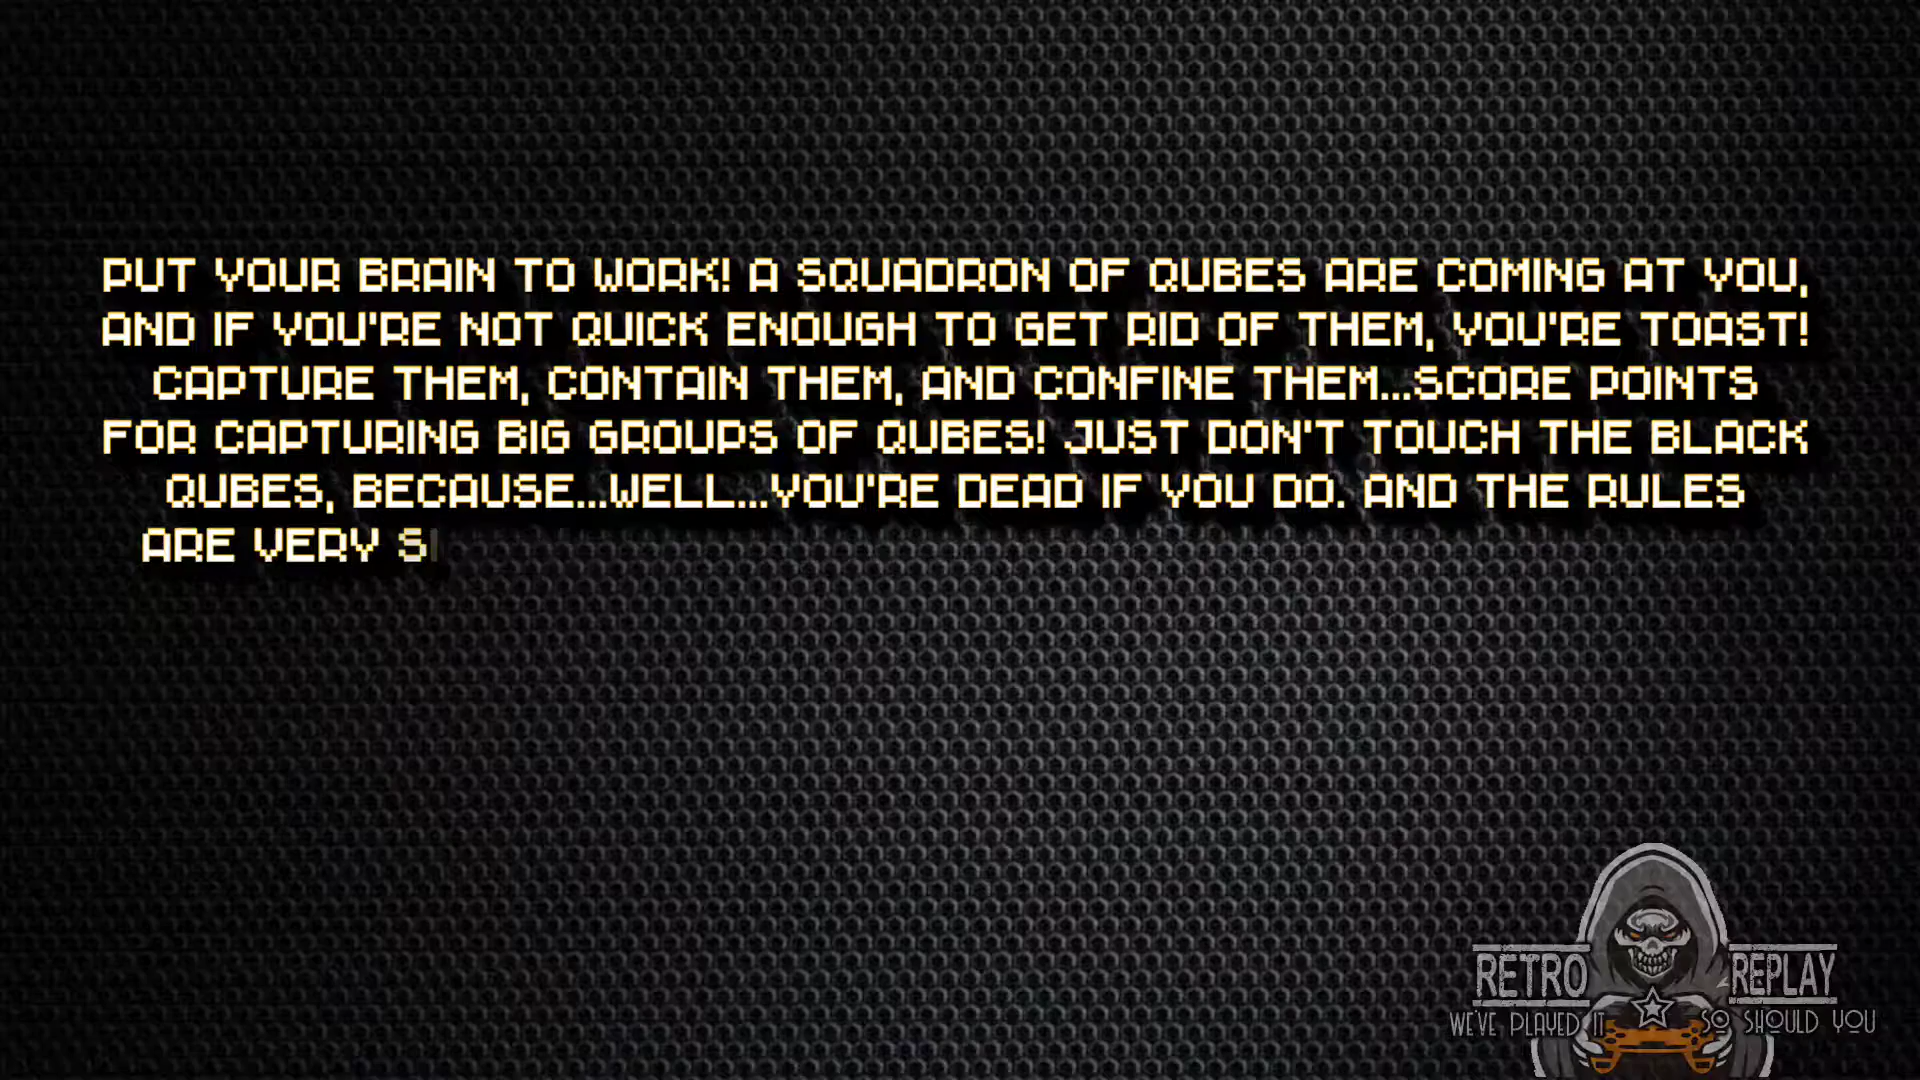 PUT YOUR BRAIN TO WORK! A SQUADRON OF QUBES ARE COMING AT YOU,
AND IF YOU'RE NOT QUICK ENOUGH TO GET RID OF THEM, YOU'RE TOAST!
CAPTURE THEM, CONTAIN THEM, AND CONFINE THEM...SCORE POINTS
FOR CAPTURING BIG GROUPS OF QUBES! JUST DON'T TOUCH THE BLACK
QUBES, BECAUSE...WELL...YOU'RE DEAD IF YOU DO. AND THE RULES
ARE VERY S
RETRO REPLAY
WE'VE PLAYED IT SO SHOULD YOU